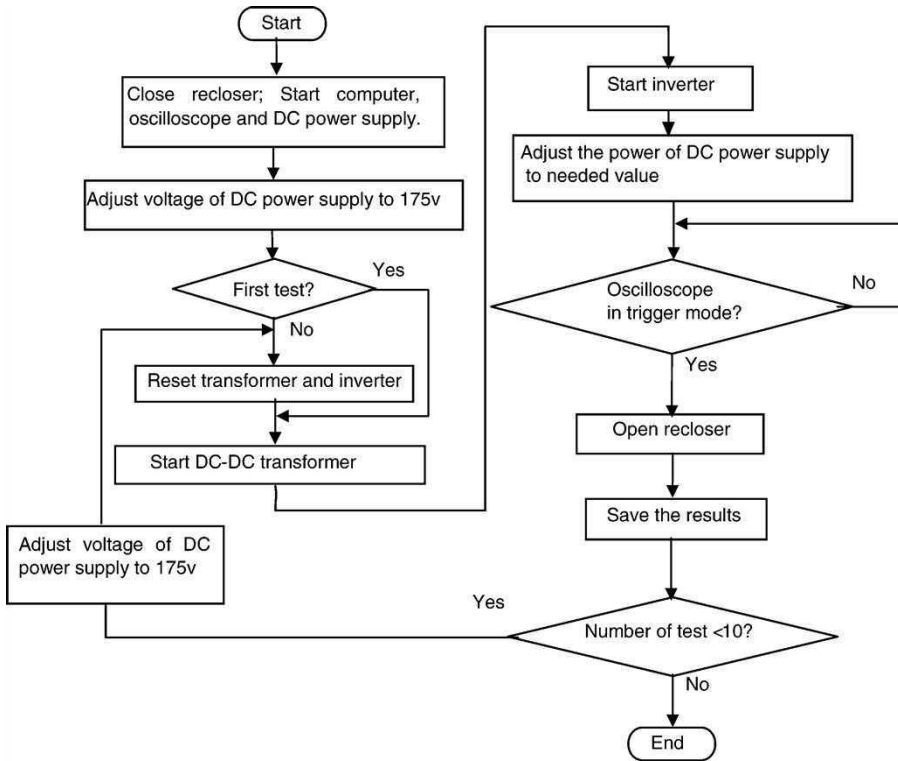 Start
Close recloser; Start computer,
oscilloscope and DC power supply.
Adjust voltage of DC power supply to 175v
First test?
Yes
No
Reset transformer and inverter
Start DC-DC transformer
Adjust voltage of DC
power supply to 175v
Start inverter
Adjust the power of DC power supply
to needed value
Oscilloscope
in trigger mode?
No
Yes
Open recloser
Save the results
Number of test <10?
Yes
No
End